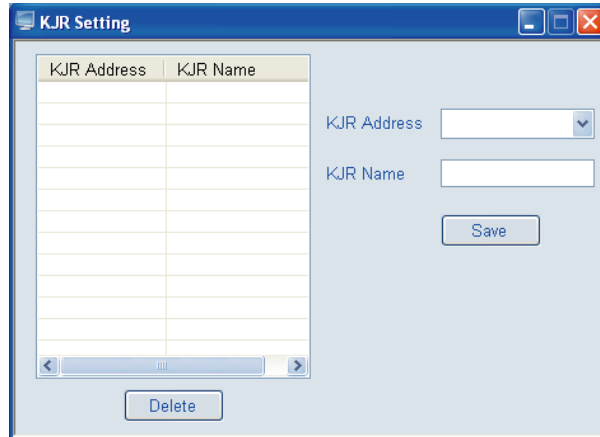 KJR Setting
KJR Address KJR Name
KJR Address
KJR Name
Save
Delete